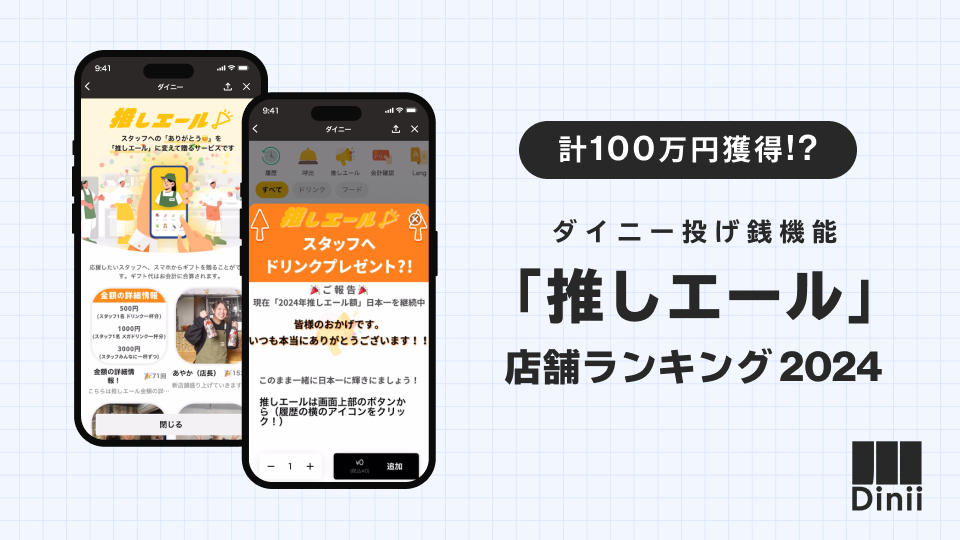 9:41
ダイニー
推しエール
スタッフへの「ありがとう😊」を
「推しエール」に変えて贈るサービスです
応援したいスタッフへ、スマホからギフトを贈ることがで
す。ギフト代はお会計に合算されます。
金額の詳細情報
500円
(スタッフ1名 ドリンク一杯分)
1000円
(スタッフ1名 メガドリンク一杯分)
3000円
(スタッフみんなに一杯ずつ)
金額の詳細情報!
71回
こちらは推しエール金額の詳…
あやか（店長）
新店舗盛り上げていきます
閉じる
9:41
ダイニー
履歴
呼出
推しエール
会計確認
Lang
すべて
ドリンク
フード
推しエール
スタッフへ
ドリンクプレゼント?!
🎉ご報告🎉
現在「2024年推しエール額」日本一を継続中
皆様のおかげです。
いつも本当にありがとうございます！！
このまま一緒に日本一に輝きましょう！
推しエールは画面上部のボタンか
ら（履歴の横のアイコンをクリッ
ク！）
− 1 +
¥0
(税込¥0)
追加
計100万円獲得!?
ダイニー投げ銭機能
「推しエール」
店舗ランキング2024
Dinii